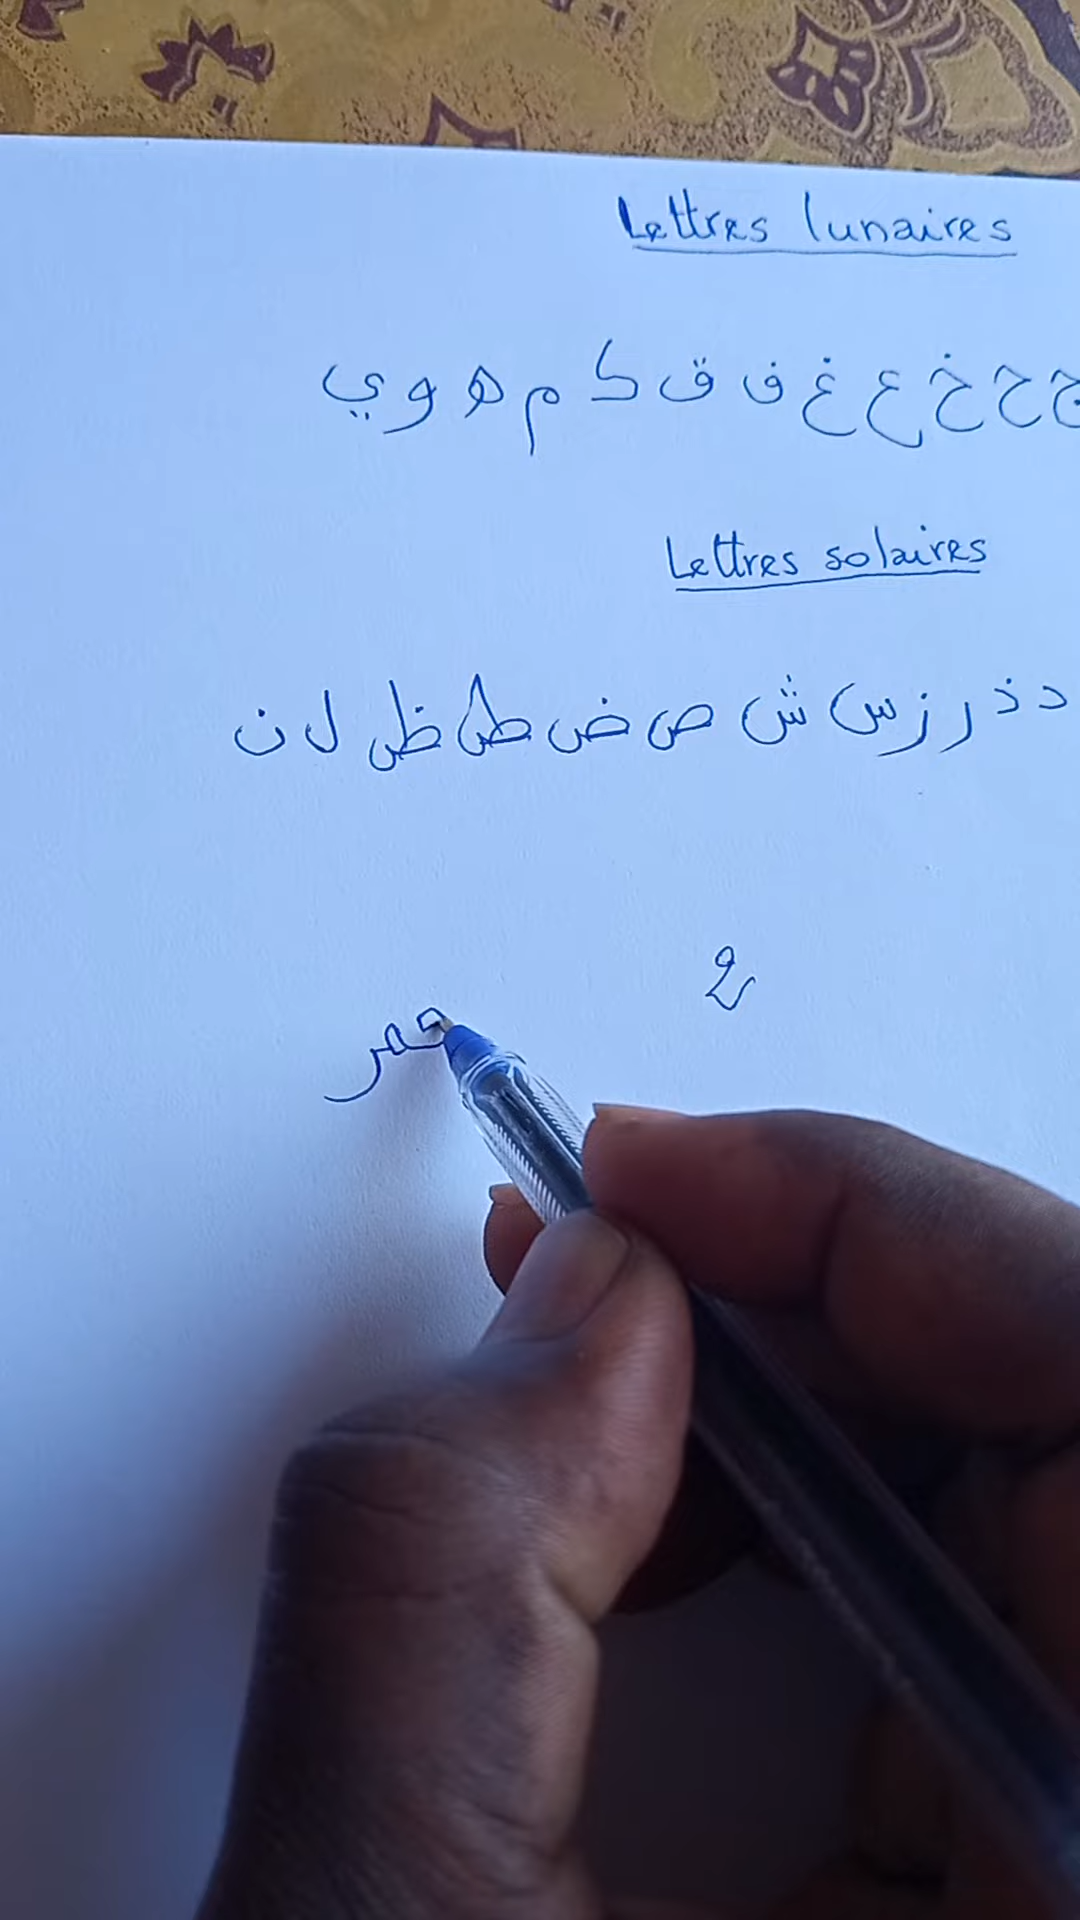 Lettres lunaires
ج ح خ ع غ ف ق ك م ه و ي
Lettres solaires
د ذ ر ز س ش ص ض ط ظ ل ن